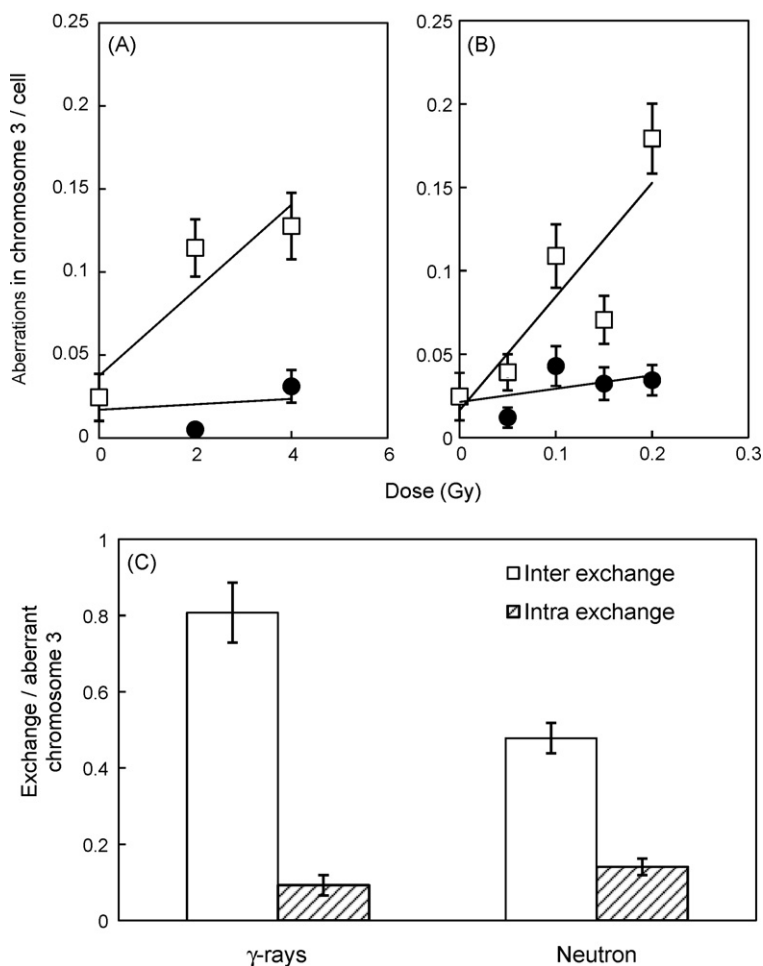 (A)
Aberrations in chromosome 3 / cell
0.25
0.2
0.15
0.1
0.05
0
0 2 4 6
(B)
0.25
0.2
0.15
0.1
0.05
0
0.0 0.1 0.2 0.3
Dose (Gy)
(C)
Exchange / aberrant
chromosome 3
1
0.8
0.6
0.4
0.2
0
Inter exchange
Intra exchange
γ-rays Neutron